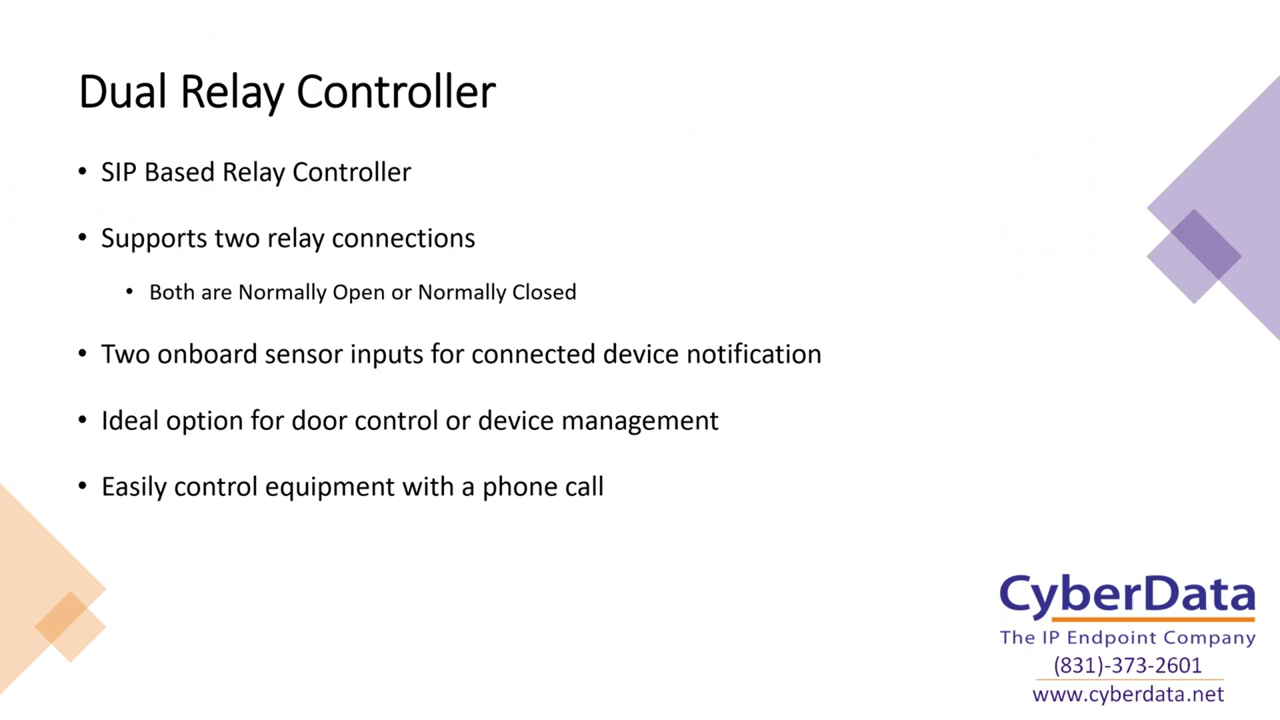 Dual Relay Controller
• SIP Based Relay Controller
• Supports two relay connections
• Both are Normally Open or Normally Closed
• Two onboard sensor inputs for connected device notification
• Ideal option for door control or device management
• Easily control equipment with a phone call
CyberData
The IP Endpoint Company
(831)-373-2601
www.cyberdata.net